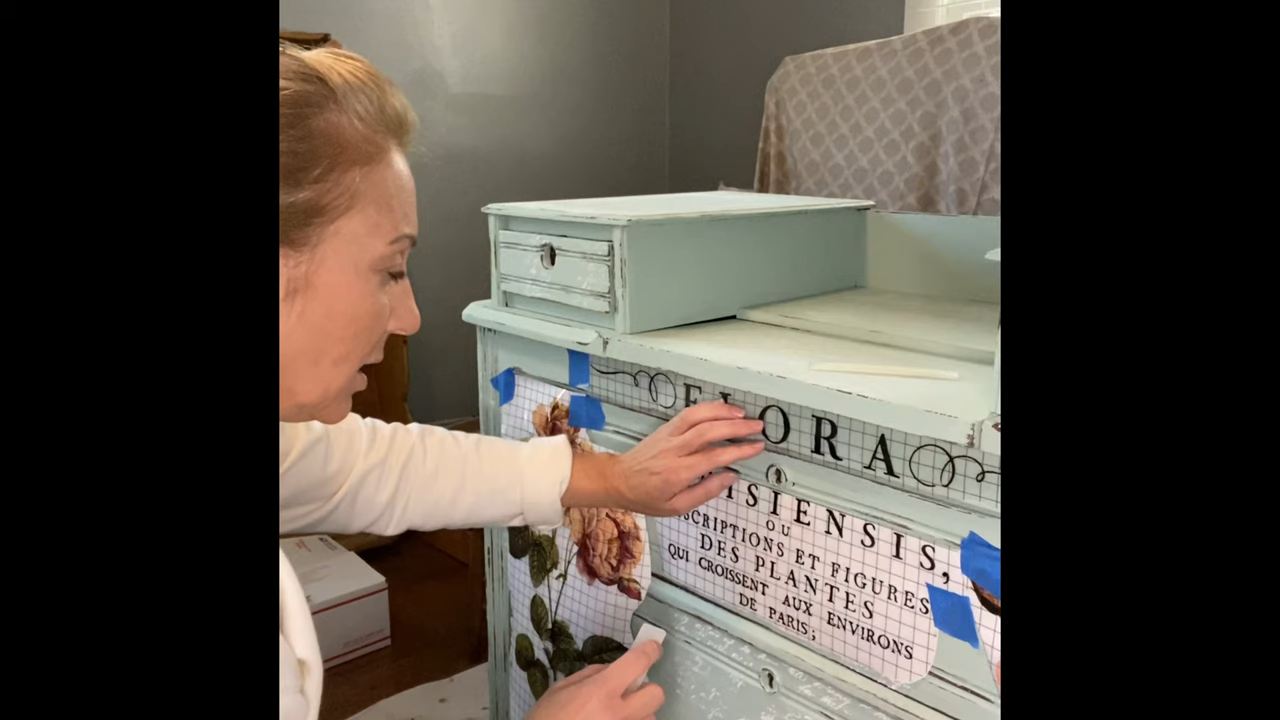 FLORA
ISIENSIS,
OU
SCRIPTIONS ET FIGURES
DES PLANTES
QUI CROISSENT AUX ENVIRONS
DE PARIS;